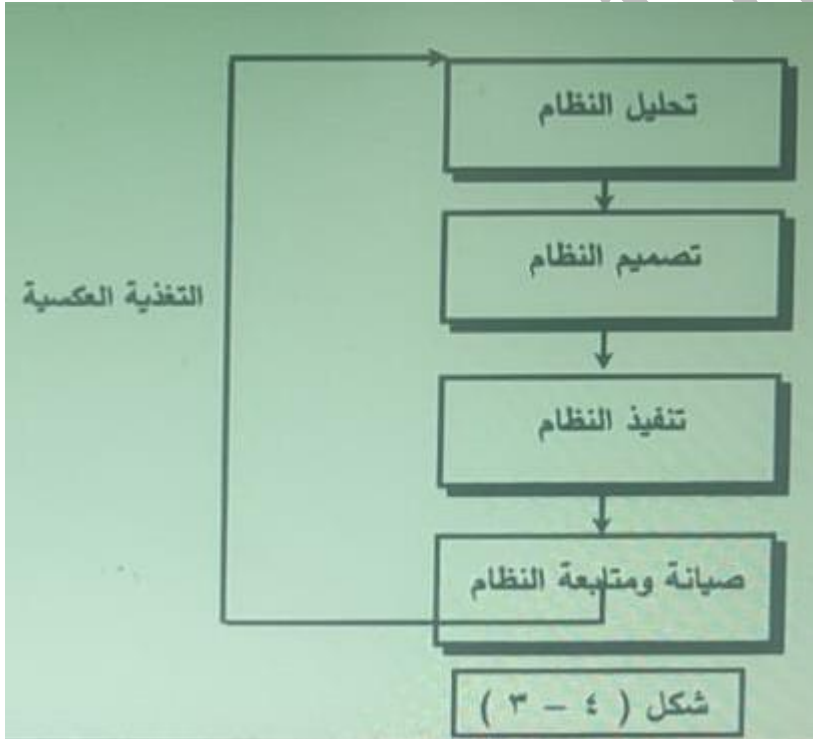 تحليل النظام
تصميم النظام
التغذية العكسية
تنفيذ النظام
صيانة ومتابعة النظام
شكل ( ٤ – ٣ )